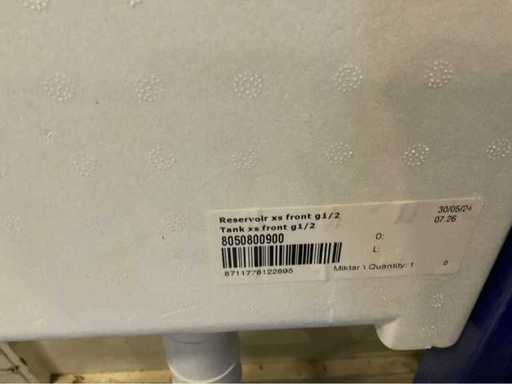 Reservoir xs front g1/2
Tank xs front g1/2
8050800900
30/05/24
07.26
O:
L:
8711778122895
Miktar \ Quantity: 1
0